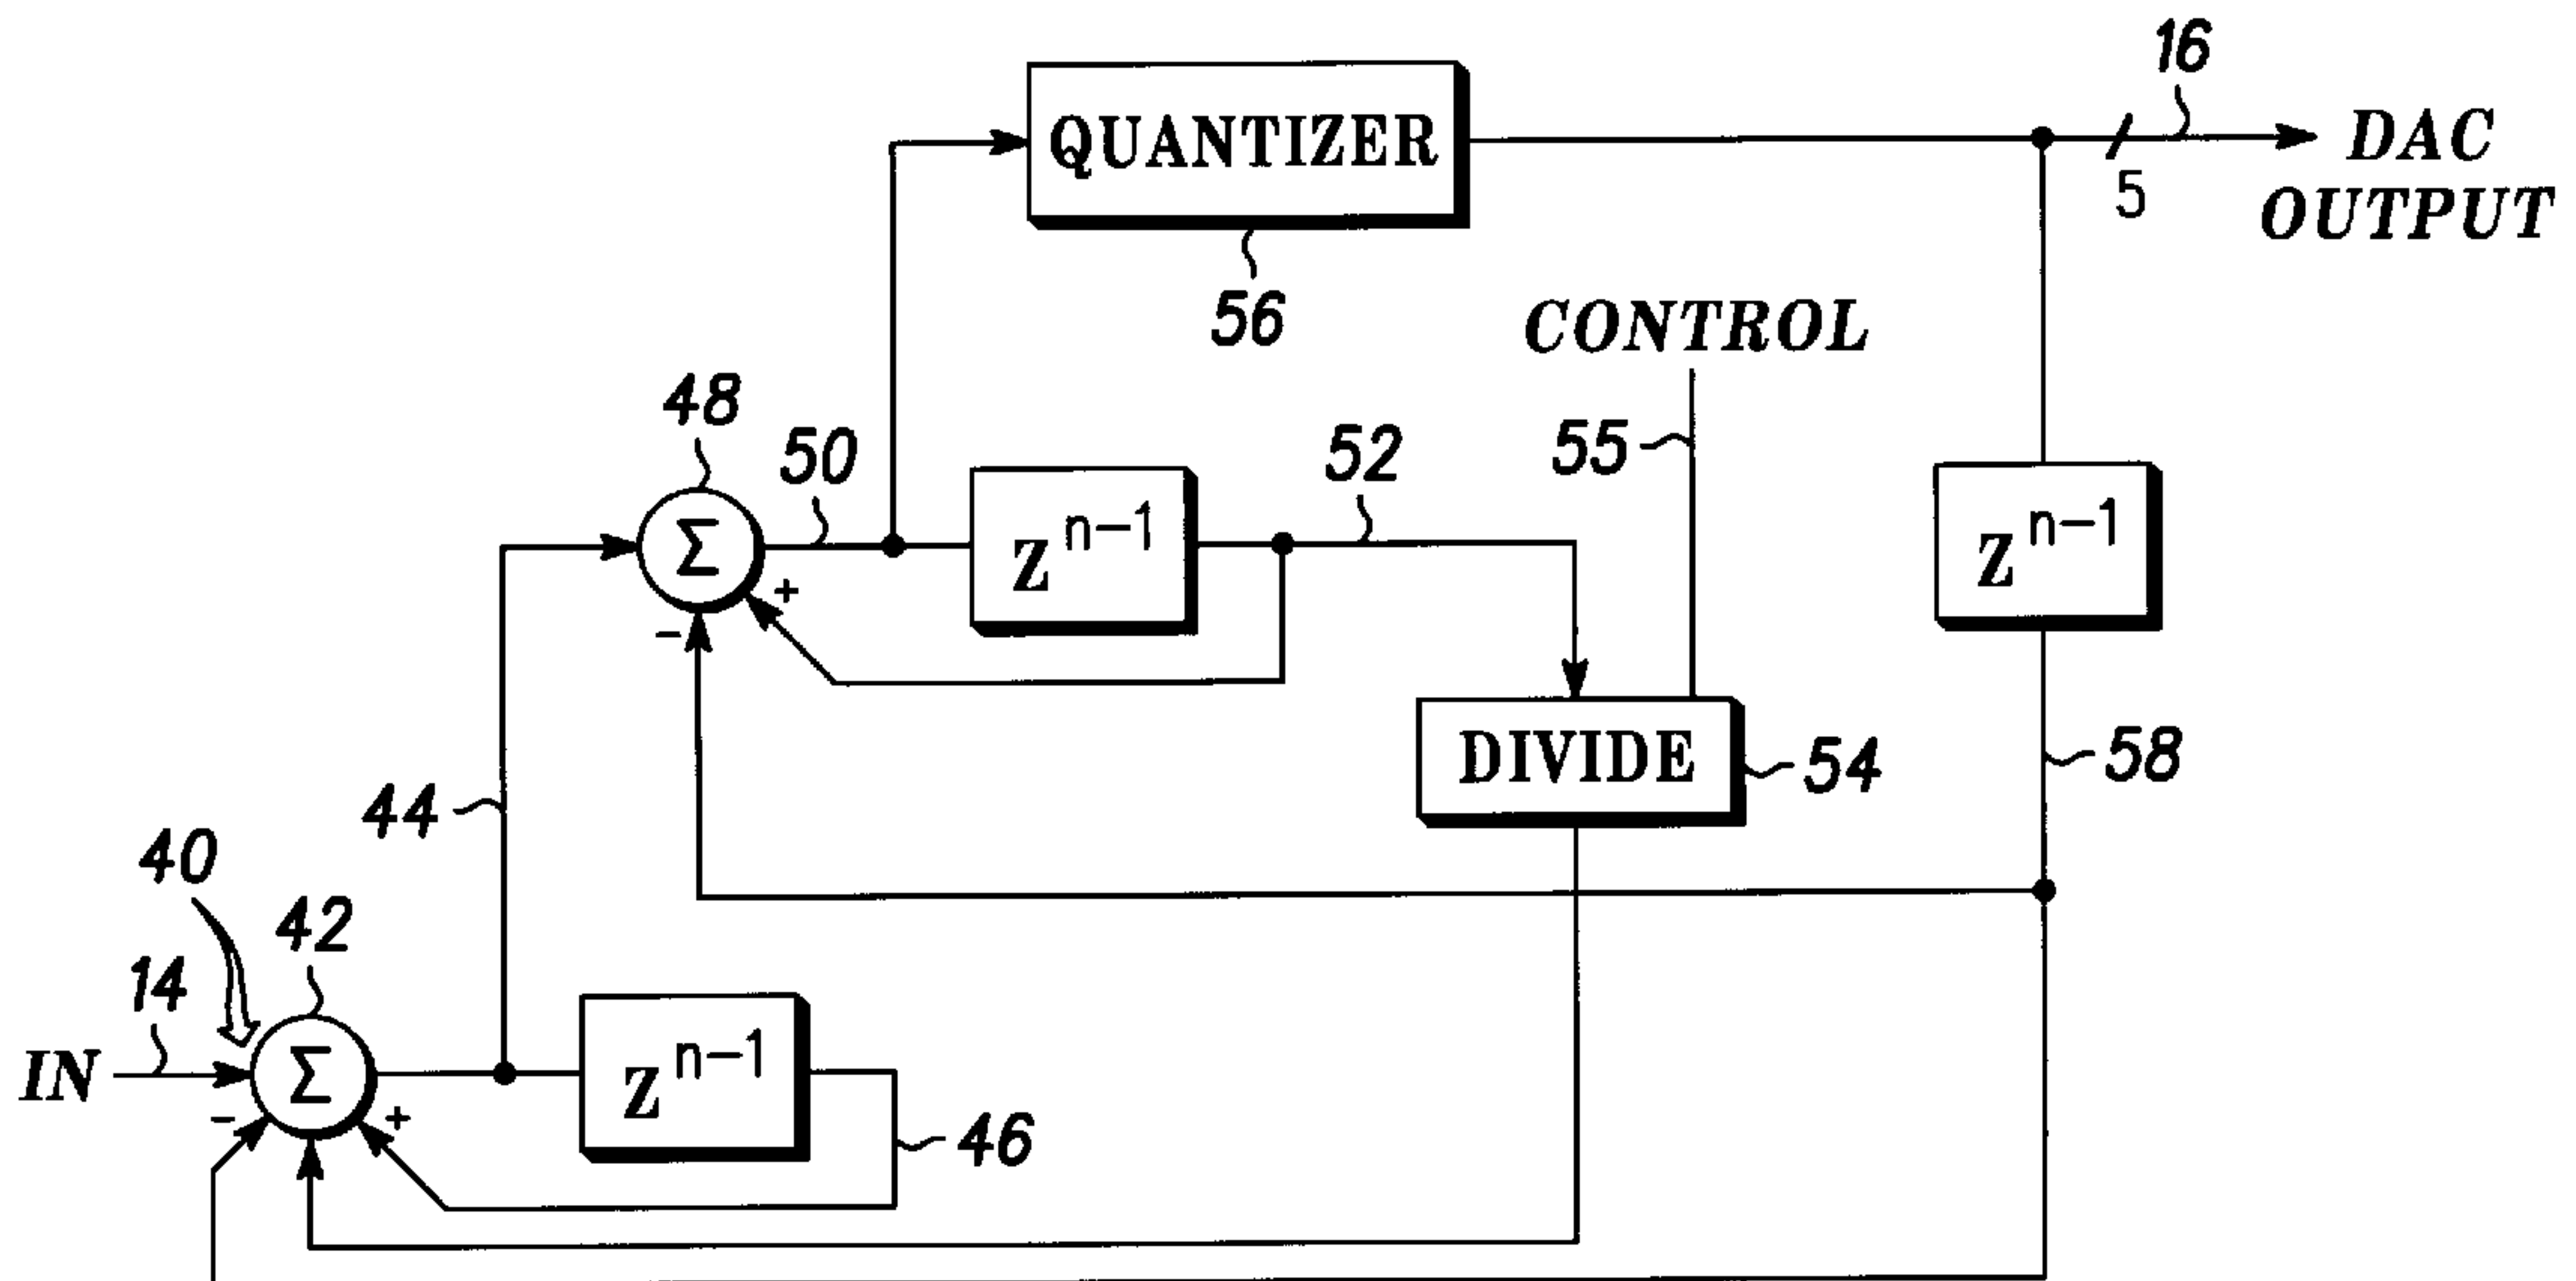 16
QUANTIZER
DAC
OUTPUT
5
56
CONTROL
48
50
52
55
Σ
Z n-1
Z n-1
+
-
DIVIDE
54
58
44
40
42
14
IN
Σ
Z n-1
-
+
46